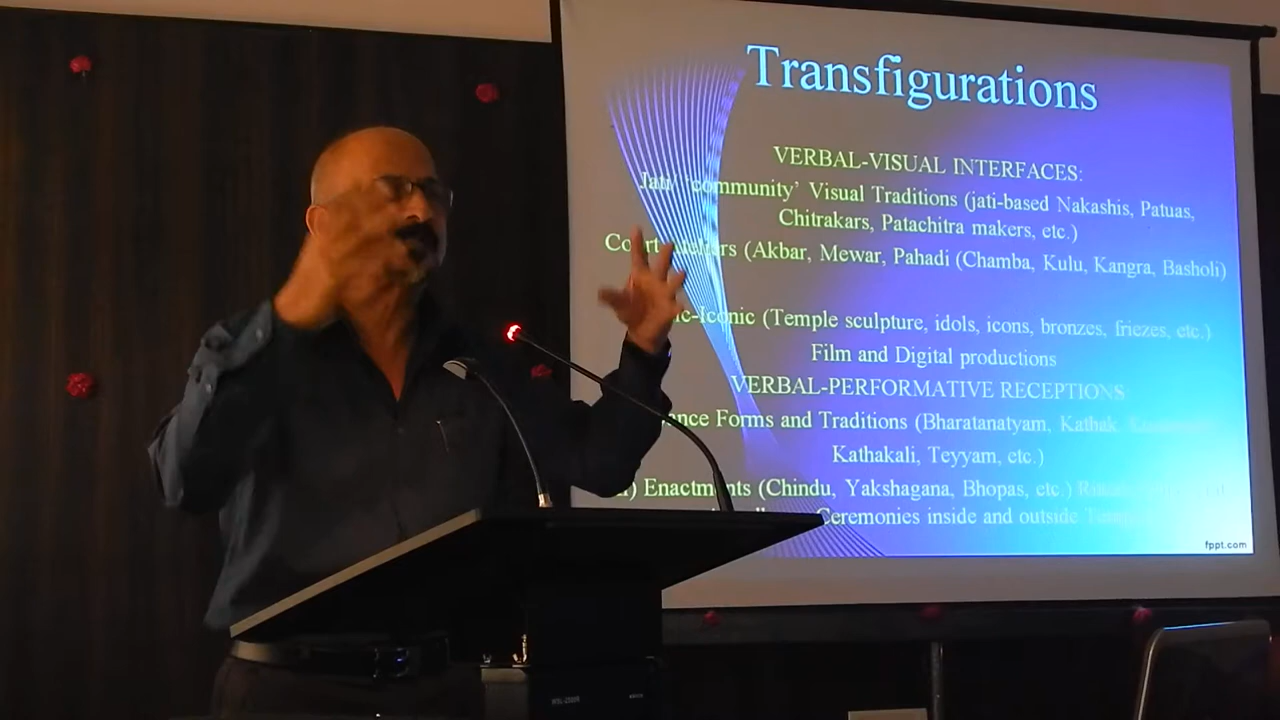 Transfigurations
VERBAL-VISUAL INTERFACES:
Jati/ 'community' Visual Traditions (jati-based Nakashis, Patuas,
Chitrakars, Patachitra makers, etc.)
(Akbar, Mewar, Pahadi (Chamba, Kulu, Kangra, Basholi)
-Iconic (Temple sculpture, idols, icons, bronzes, friezes, etc.)
Film and Digital productions
VERBAL-PERFORMATIVE RECEPTIONS
Forms and Traditions (Bharatanatyam, Kathak,
Kathakali, Teyyam, etc.)
Enactments (Chindu, Yakshagana, Bhopas, etc.)
Ceremonies inside and outside
fppt.com